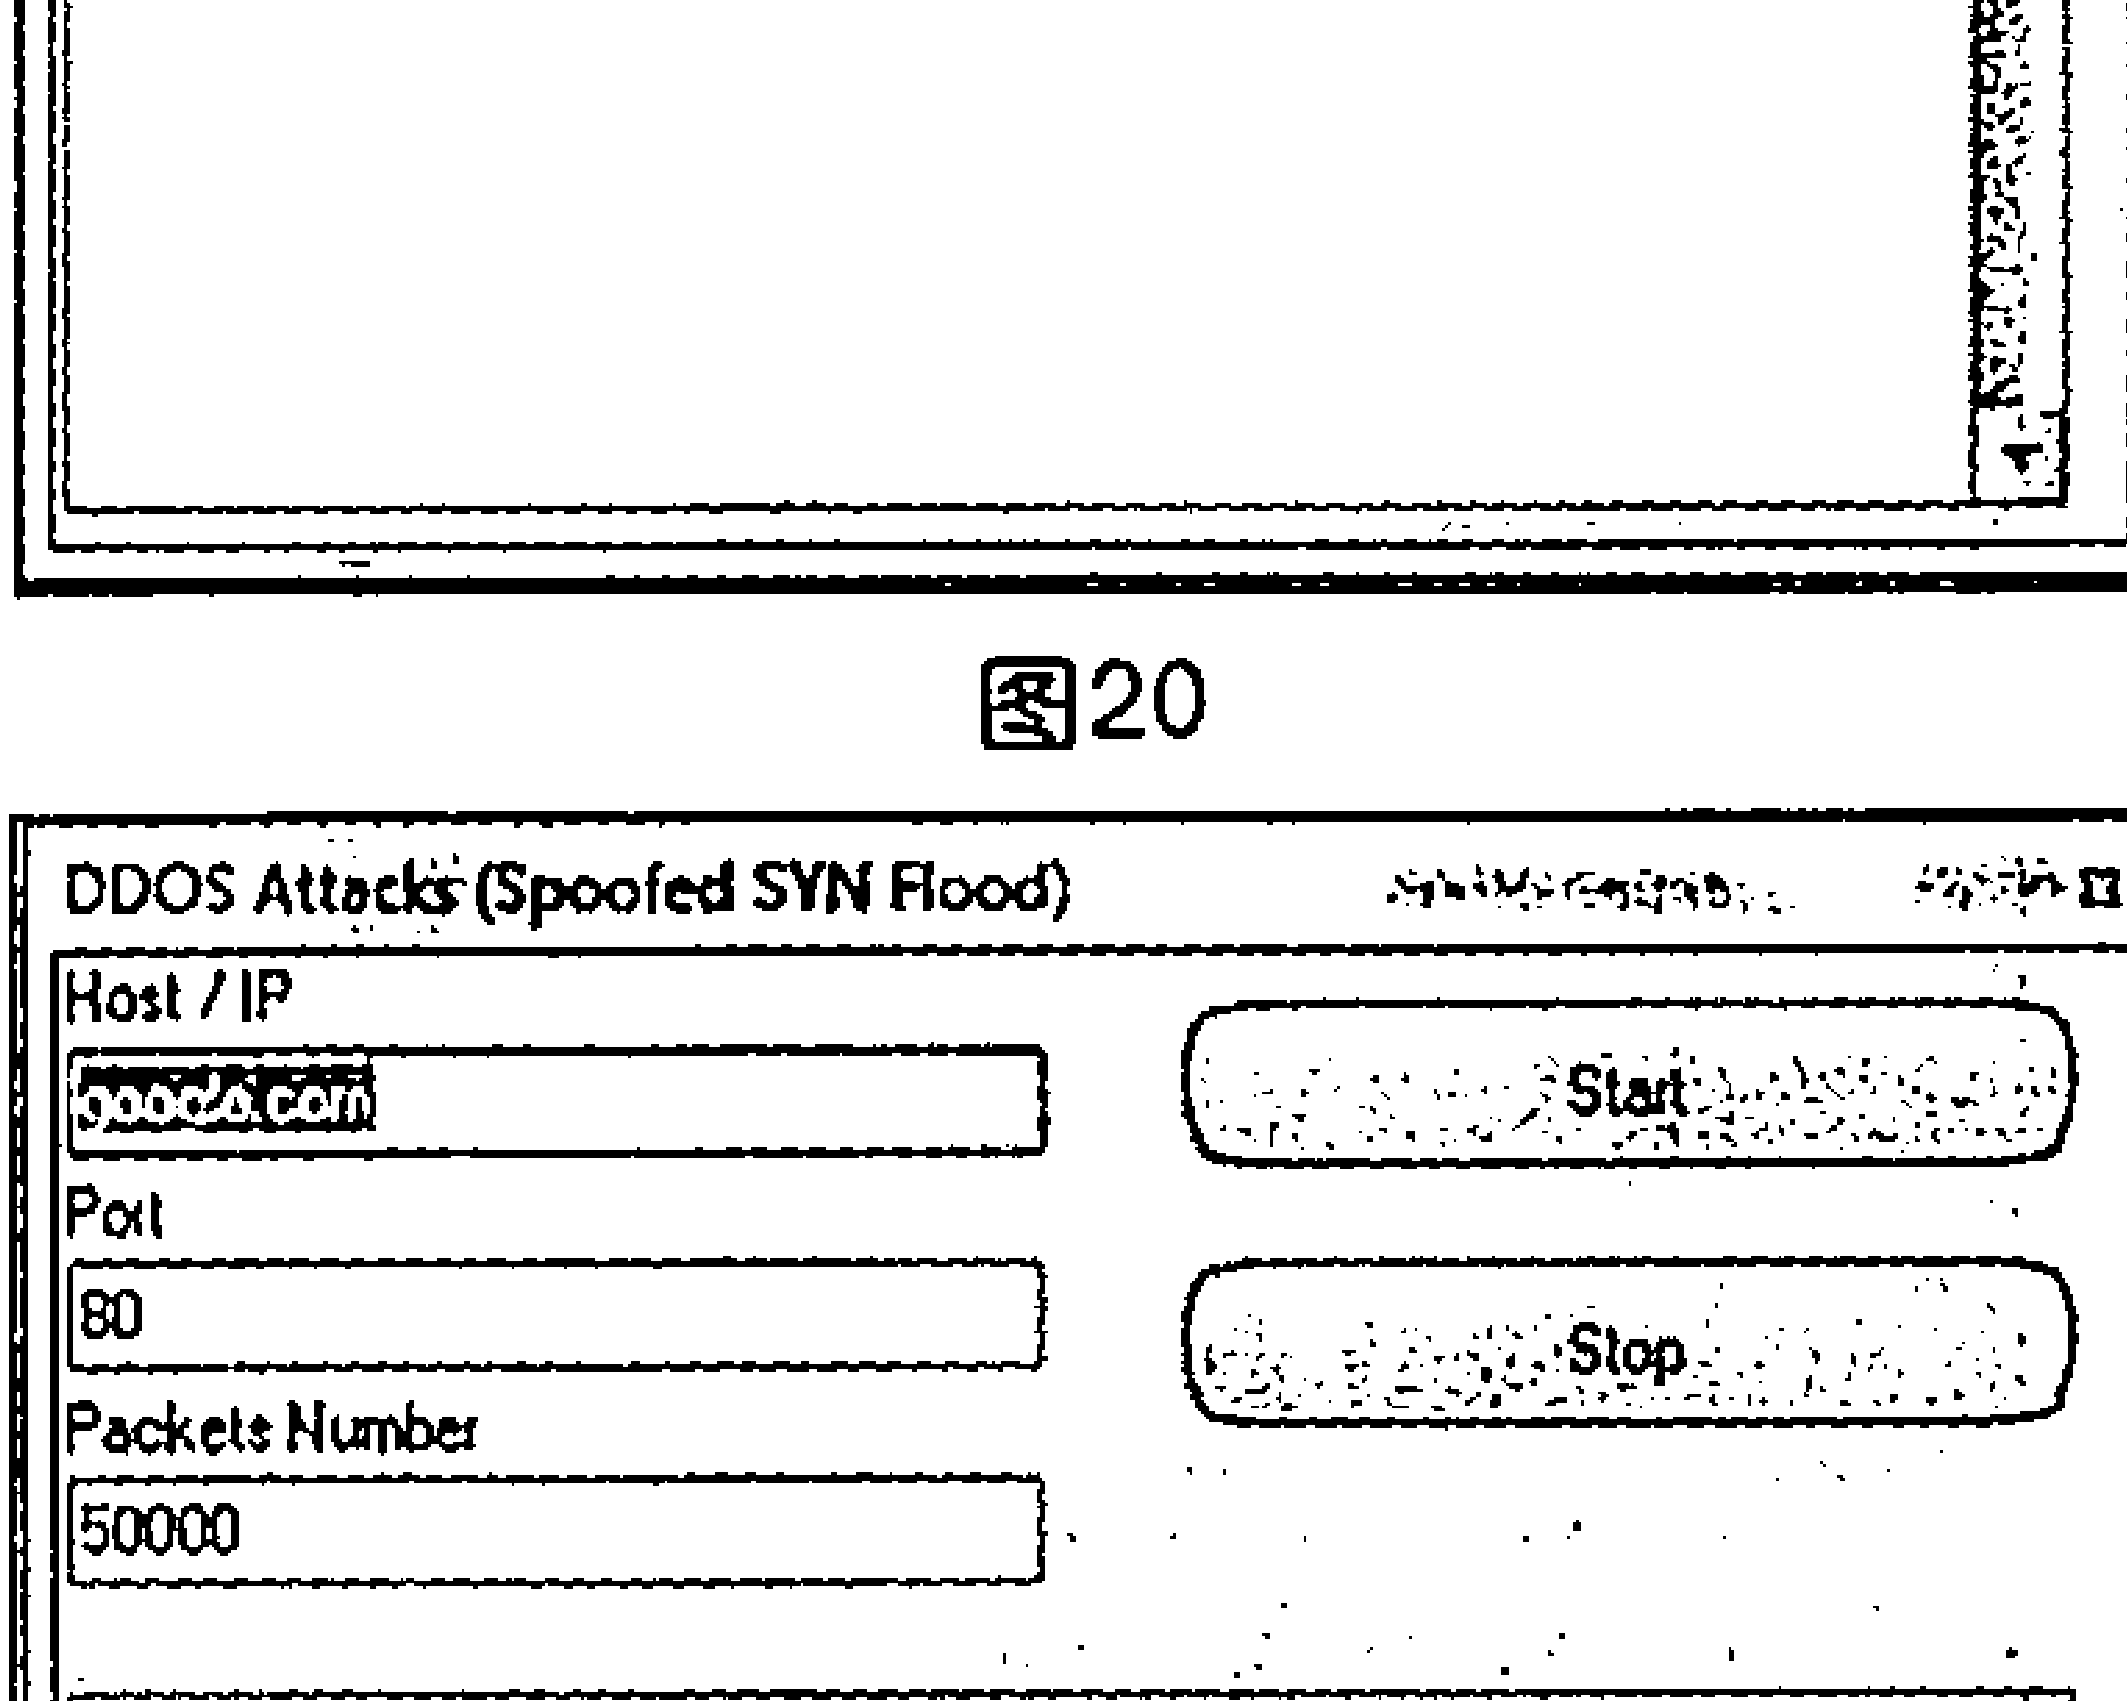 图20
DDOS Attacks (Spoofed SYN Flood)
Host / IP
Start
Port
80
Stop
Packets Number
50000